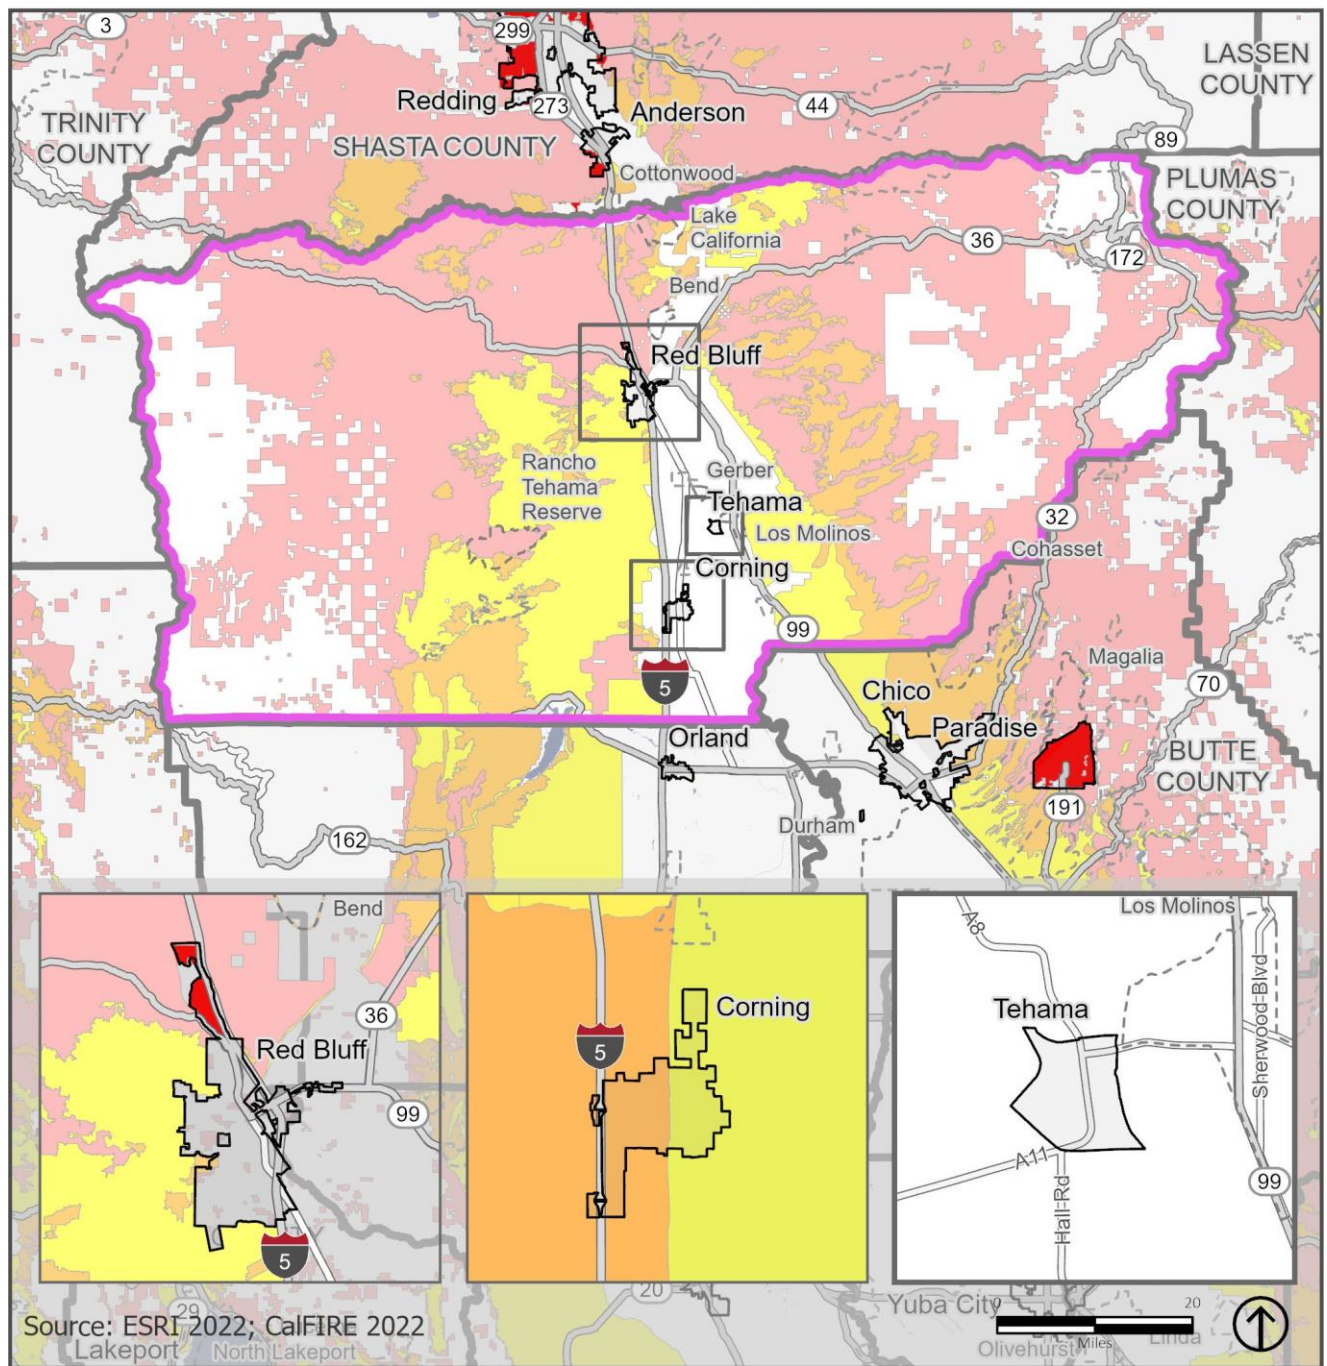 3
299
LASSEN
COUNTY
Redding
273
Anderson
44
TRINITY
COUNTY
SHASTA COUNTY
89
Cottonwood
PLUMAS
COUNTY
Lake
California
36
172
Bend
Red Bluff
Rancho
Tehama
Reserve
Gerber
Tehama
Los Molinos
32
Cohasset
Corning
99
5
Magalia
70
Chico
Paradise
Orland
BUTTE
COUNTY
191
Durham
162
Bend
36
Red Bluff
99
5
Corning
5
Los Molinos
A8
Tehama
Sherwood Blvd
A11
Hall Rd
99
20
29
Source: ESRI 2022; CalFIRE 2022
Lakeport
North Lakeport
Yuba City
0
20
Miles
Olivehurst
Linda